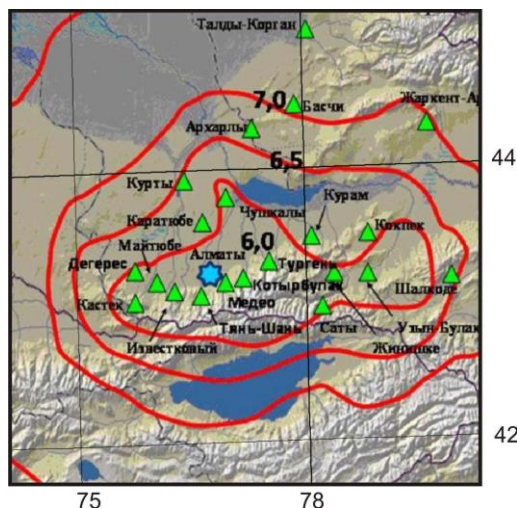 Талды-Корган
7,0
Басчи
Жаркент-Ар
Архарлы
44
6,5
Курты
Чушкалы
Курам
Каратюбе
Кокпек
6,0
Майтюбе
Алматы
Дегерес
Тургень
Котырбулак
Шалкоде
Кастек
Медео
Тянь-Шань
Саты
Узын-Булак
Известковый
Жинишке
42
75
78